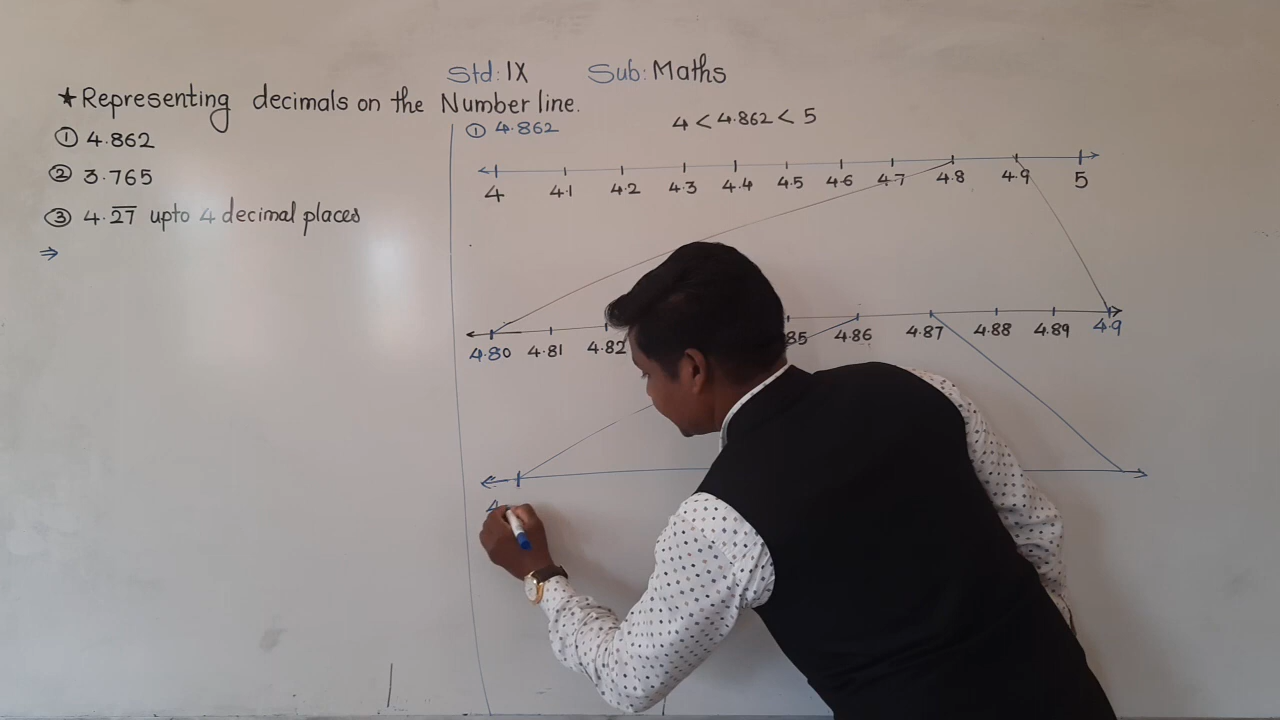 Std: IX Sub: Maths
★ Representing decimals on the Number line.
① 4.862
② 3.765
③ 4.2̅7̅ upto 4 decimal places
⇒
① 4.862 4 < 4.862 < 5
4 4.1 4.2 4.3 4.4 4.5 4.6 4.7 4.8 4.9 5
4.80 4.81 4.82 85 4.86 4.87 4.88 4.89 4.9
4